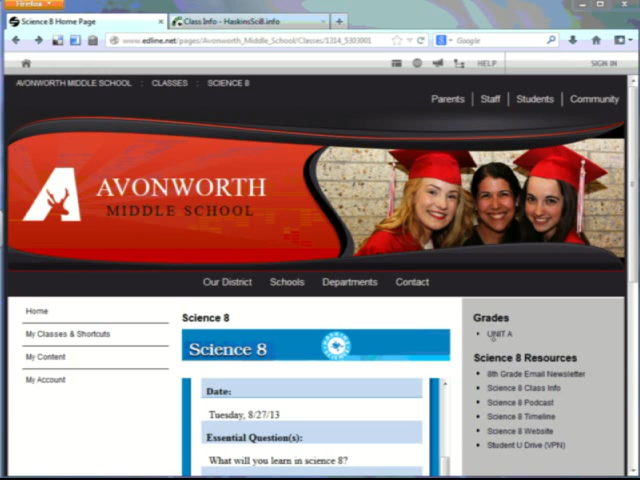 Firefox
Science 8 Home Page
Class Info - HaskinsScill.info
www.edline.net/pages/Avonworth_Middle_School/Classes/1314_5303001
Google
HELP
SIGN IN
AVONWORTH MIDDLE SCHOOL : CLASSES : SCIENCE 8
Parents | Staff | Students | Community
A AVONWORTH
MIDDLE SCHOOL
Our District Schools Departments Contact
Home
My Classes & Shortcuts
My Content
My Account
Science 8
Science 8
Date:
Tuesday, 8/27/13
Essential Question(s):
What will you learn in science 8?
Grades
UNIT A
Science 8 Resources
8th Grade Email Newsletter
Science 8 Class Info
Science 8 Podcast
Science 8 Timeline
Science 8 Website
Student U Drive (VPN)